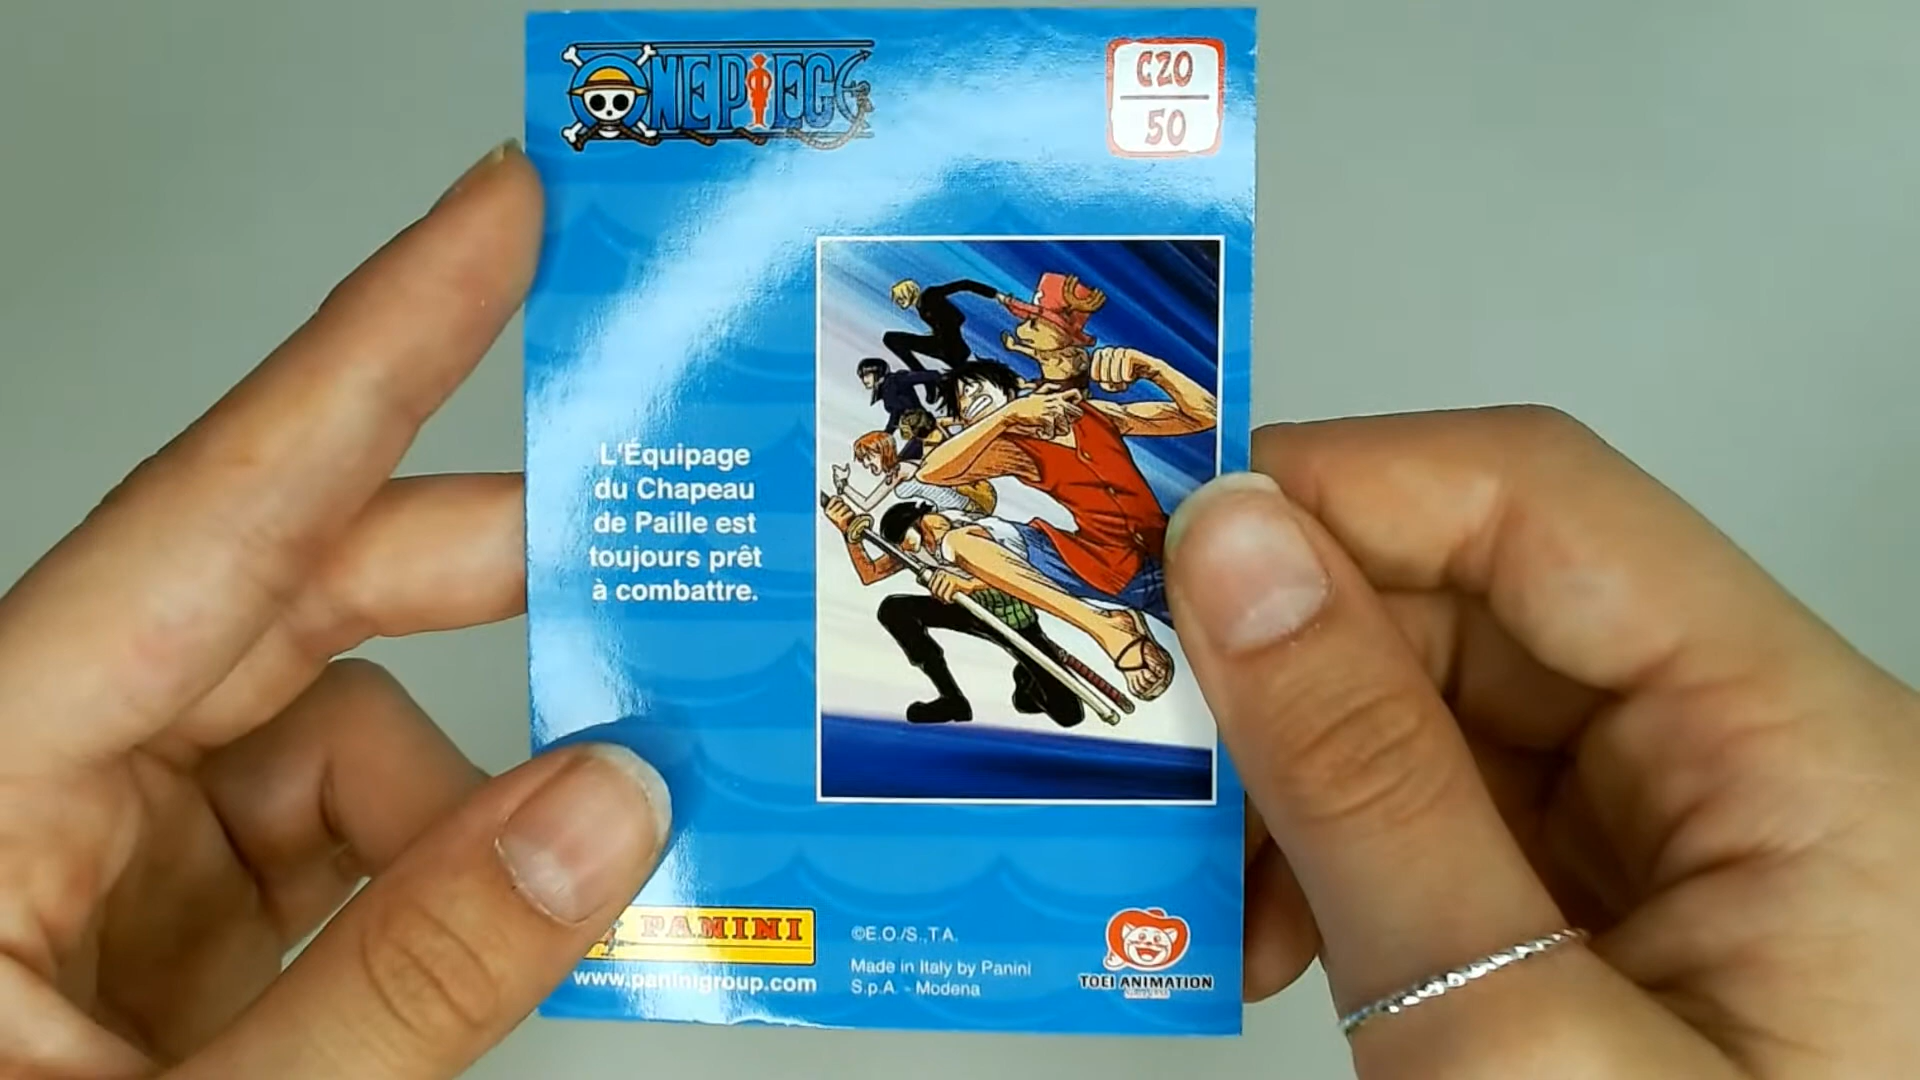 ONE PIECE
C20
50
L'Équipage
du Chapeau
de Paille est
toujours prêt
à combattre.
PANINI
www.paninigroup.com
©E.O./S.,T.A.
Made in Italy by Panini
S.p.A. - Modena
TOEI ANIMATION